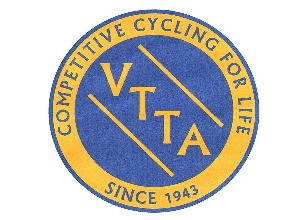 COMPETITIVE CYCLING FOR LIFE
VTTA
SINCE 1943